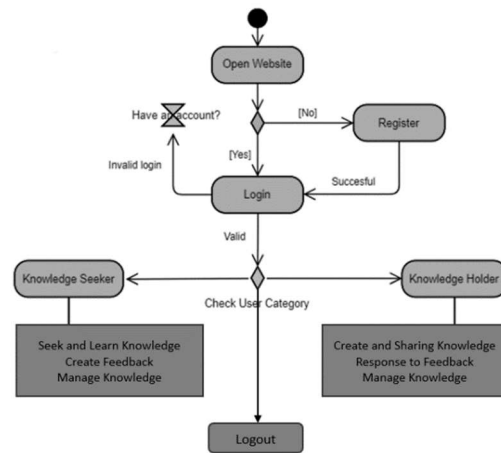 Open Website
Have an account?
[No]
Register
[Yes]
Invalid login
Succesful
Login
Valid
Knowledge Seeker
Knowledge Holder
Check User Category
Seek and Learn Knowledge
Create Feedback
Manage Knowledge
Create and Sharing Knowledge
Response to Feedback
Manage Knowledge
Logout